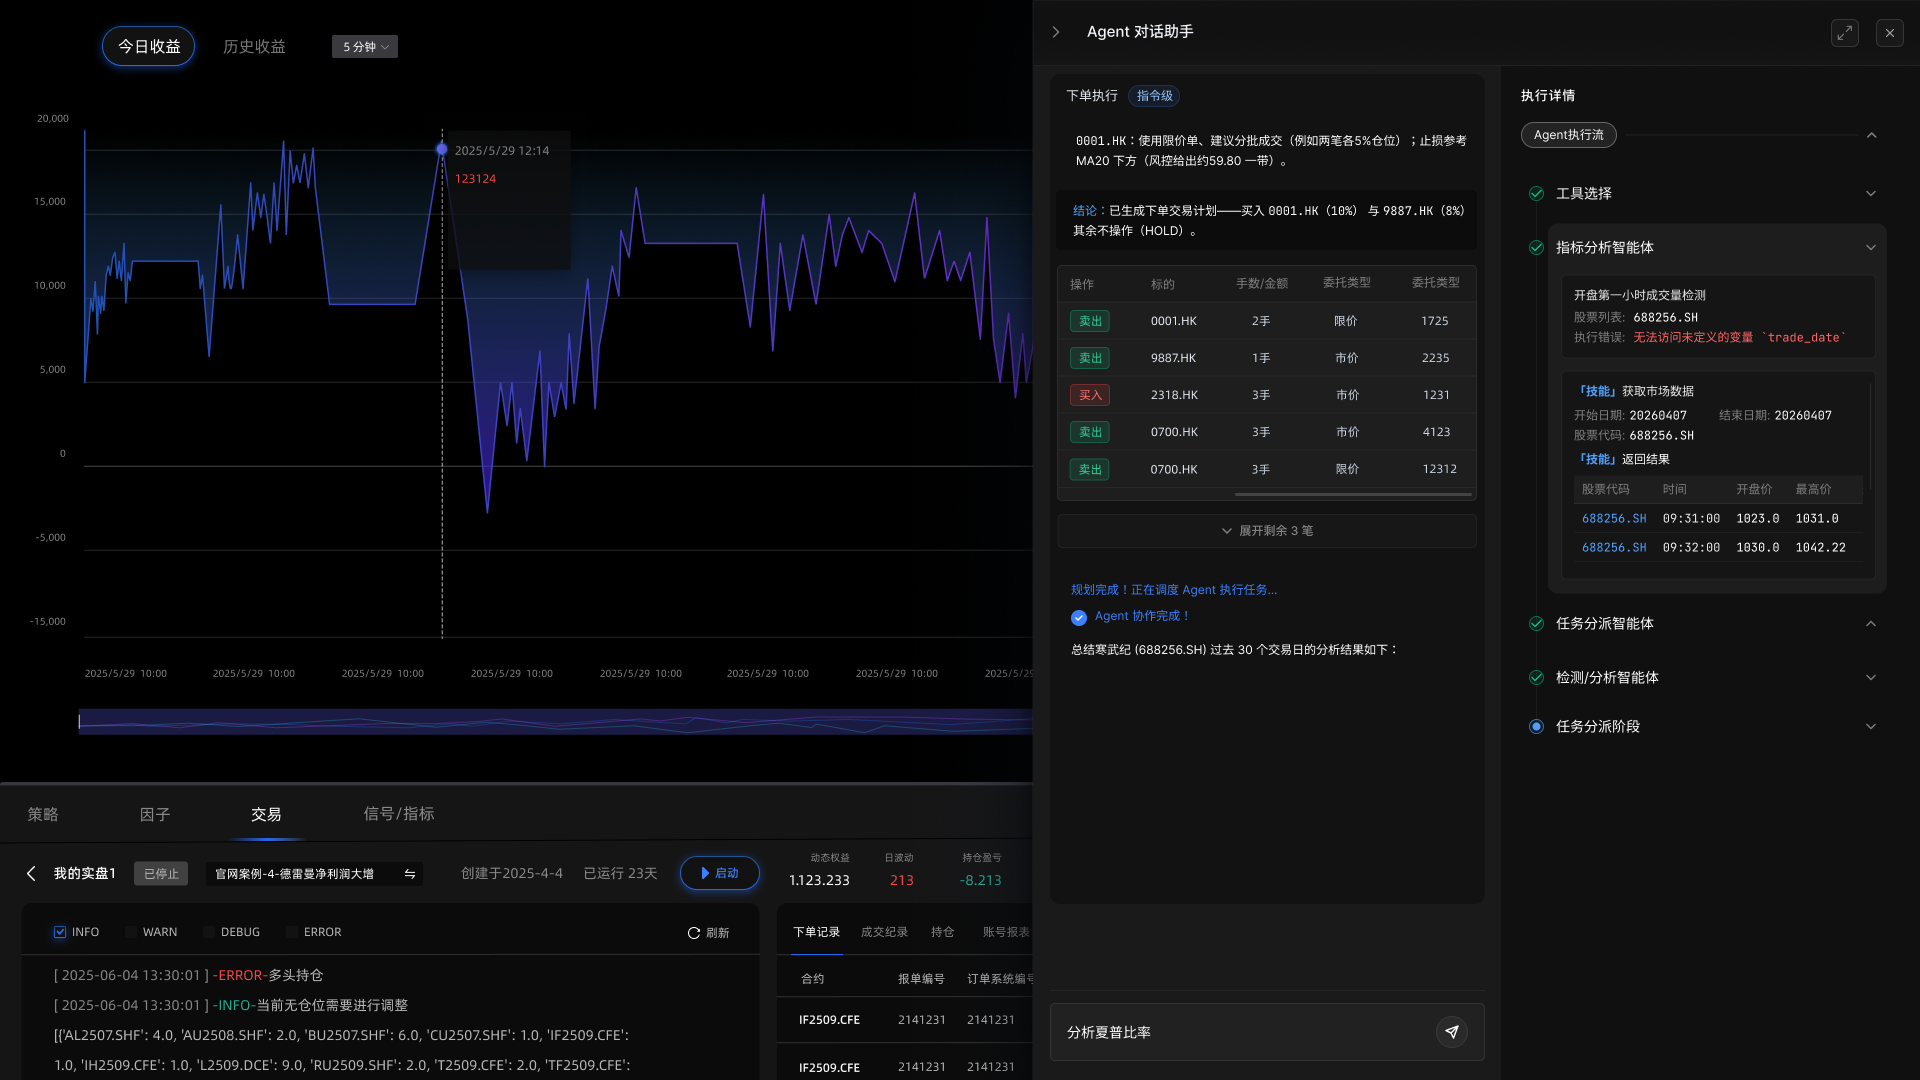 今日收益
历史收益
5 分钟
20,000
15,000
10,000
5,000
0
-5,000
-15,000
2025/5/29 12:14
123124
2025/5/29 10:00
2025/5/29 10:00
2025/5/29 10:00
2025/5/29 10:00
2025/5/29 10:00
2025/5/29 10:00
2025/5/29 10:00
2025/5/29
策略
因子
交易
信号/指标
我的实盘1
已停止
官网案例-4-德雷曼净利润大增
创建于2025-4-4
已运行 23天
启动
动态权益
1.123.233
日波动
213
持仓盈亏
-8.213
INFO
WARN
DEBUG
ERROR
刷新
[ 2025-06-04 13:30:01 ] -ERROR-多头持仓
[ 2025-06-04 13:30:01 ] -INFO-当前无仓位需要进行调整
[{'AL2507.SHF': 4.0, 'AU2508.SHF': 2.0, 'BU2507.SHF': 6.0, 'CU2507.SHF': 1.0, 'IF2509.CFE':
1.0, 'IH2509.CFE': 1.0, 'L2509.DCE': 9.0, 'RU2509.SHF': 2.0, 'T2509.CFE': 2.0, 'TF2509.CFE':
下单记录
成交纪录
持仓
账号报表
合约 报单编号 订单系统编号
IF2509.CFE 2141231 2141231
IF2509.CFE 2141231 2141231
Agent 对话助手
下单执行
指令级
0001.HK：使用限价单、建议分批成交（例如两笔各5%仓位）；止损参考
MA20 下方（风控给出约59.80 一带）。
结论：已生成下单交易计划——买入 0001.HK（10%） 与 9887.HK（8%）
其余不操作（HOLD）。
操作 标的 手数/金额 委托类型 委托类型
卖出 0001.HK 2手 限价 1725
卖出 9887.HK 1手 市价 2235
买入 2318.HK 3手 市价 1231
卖出 0700.HK 3手 市价 4123
卖出 0700.HK 3手 限价 12312
展开剩余 3 笔
规划完成！正在调度 Agent 执行任务...
Agent 协作完成！
总结寒武纪 (688256.SH) 过去 30 个交易日的分析结果如下：
分析夏普比率
执行详情
Agent执行流
工具选择
指标分析智能体
开盘第一小时成交量检测
股票列表: 688256.SH
执行错误: 无法访问未定义的变量 `trade_date`
「技能」获取市场数据
开始日期: 20260407 结束日期: 20260407
股票代码: 688256.SH
「技能」返回结果
股票代码 时间 开盘价 最高价
688256.SH 09:31:00 1023.0 1031.0
688256.SH 09:32:00 1030.0 1042.22
任务分派智能体
检测/分析智能体
任务分派阶段